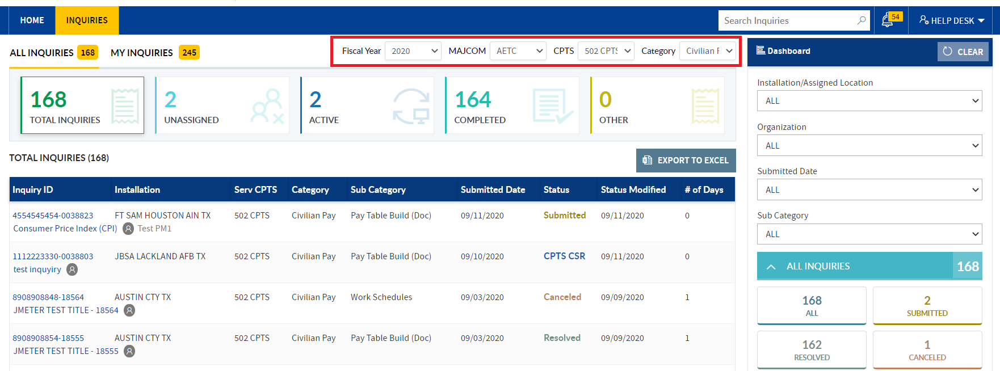 HOME INQUIRIES Search Inquiries 54 HELP DESK
ALL INQUIRIES 168 MY INQUIRIES 245 Fiscal Year 2020 MAJCOM AETC CPTS 502 CPTS Category Civilian
Dashboard CLEAR
168 TOTAL INQUIRIES
2 UNASSIGNED
2 ACTIVE
164 COMPLETED
0 OTHER
TOTAL INQUIRIES (168) EXPORT TO EXCEL
Inquiry ID Installation Serv CPTS Category Sub Category Submitted Date Status Status Modified # of Days
4554545454-0038823 FT SAM HOUSTON AIN TX 502 CPTS Civilian Pay Pay Table Build (Doc) 09/11/2020 Submitted 09/11/2020 0
Consumer Price Index (CPI) Test PM1
1112223330-0038803 JBSA LACKLAND AFB TX 502 CPTS Civilian Pay Pay Table Build (Doc) 09/10/2020 CPTS CSR 09/11/2020 0
test inquyiry
8908908848-18564 AUSTIN CTY TX 502 CPTS Civilian Pay Work Schedules 09/03/2020 Canceled 09/09/2020 1
JMETER TEST TITLE - 18564
8908908854-18555 AUSTIN CTY TX 502 CPTS Civilian Pay Pay Table Build (Doc) 09/03/2020 Resolved 09/09/2020 1
JMETER TEST TITLE - 18555
Installation/Assigned Location
ALL
Organization
ALL
Submitted Date
ALL
Sub Category
ALL
ALL INQUIRIES 168
168 2
ALL SUBMITTED
162 1
RESOLVED CANCELED